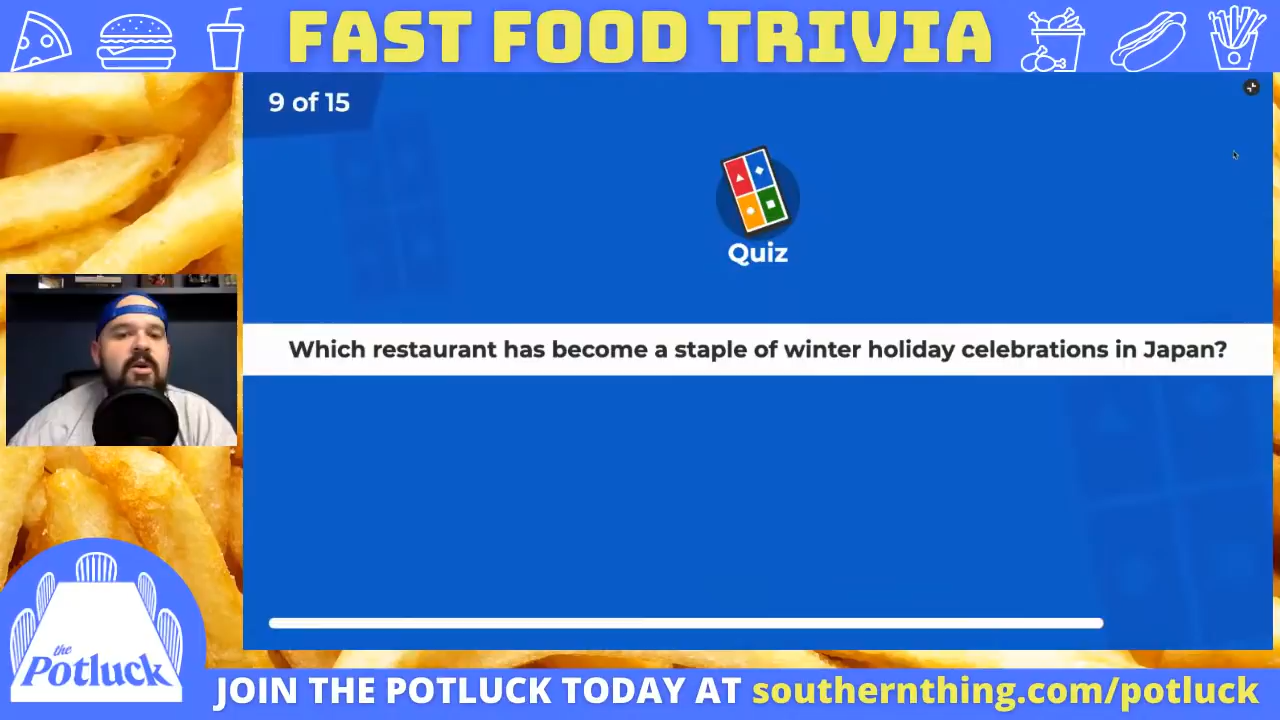 FAST FOOD TRIVIA
9 of 15
Quiz
Which restaurant has become a staple of winter holiday celebrations in Japan?
the
Potluck
JOIN THE POTLUCK TODAY AT southernthing.com/potluck